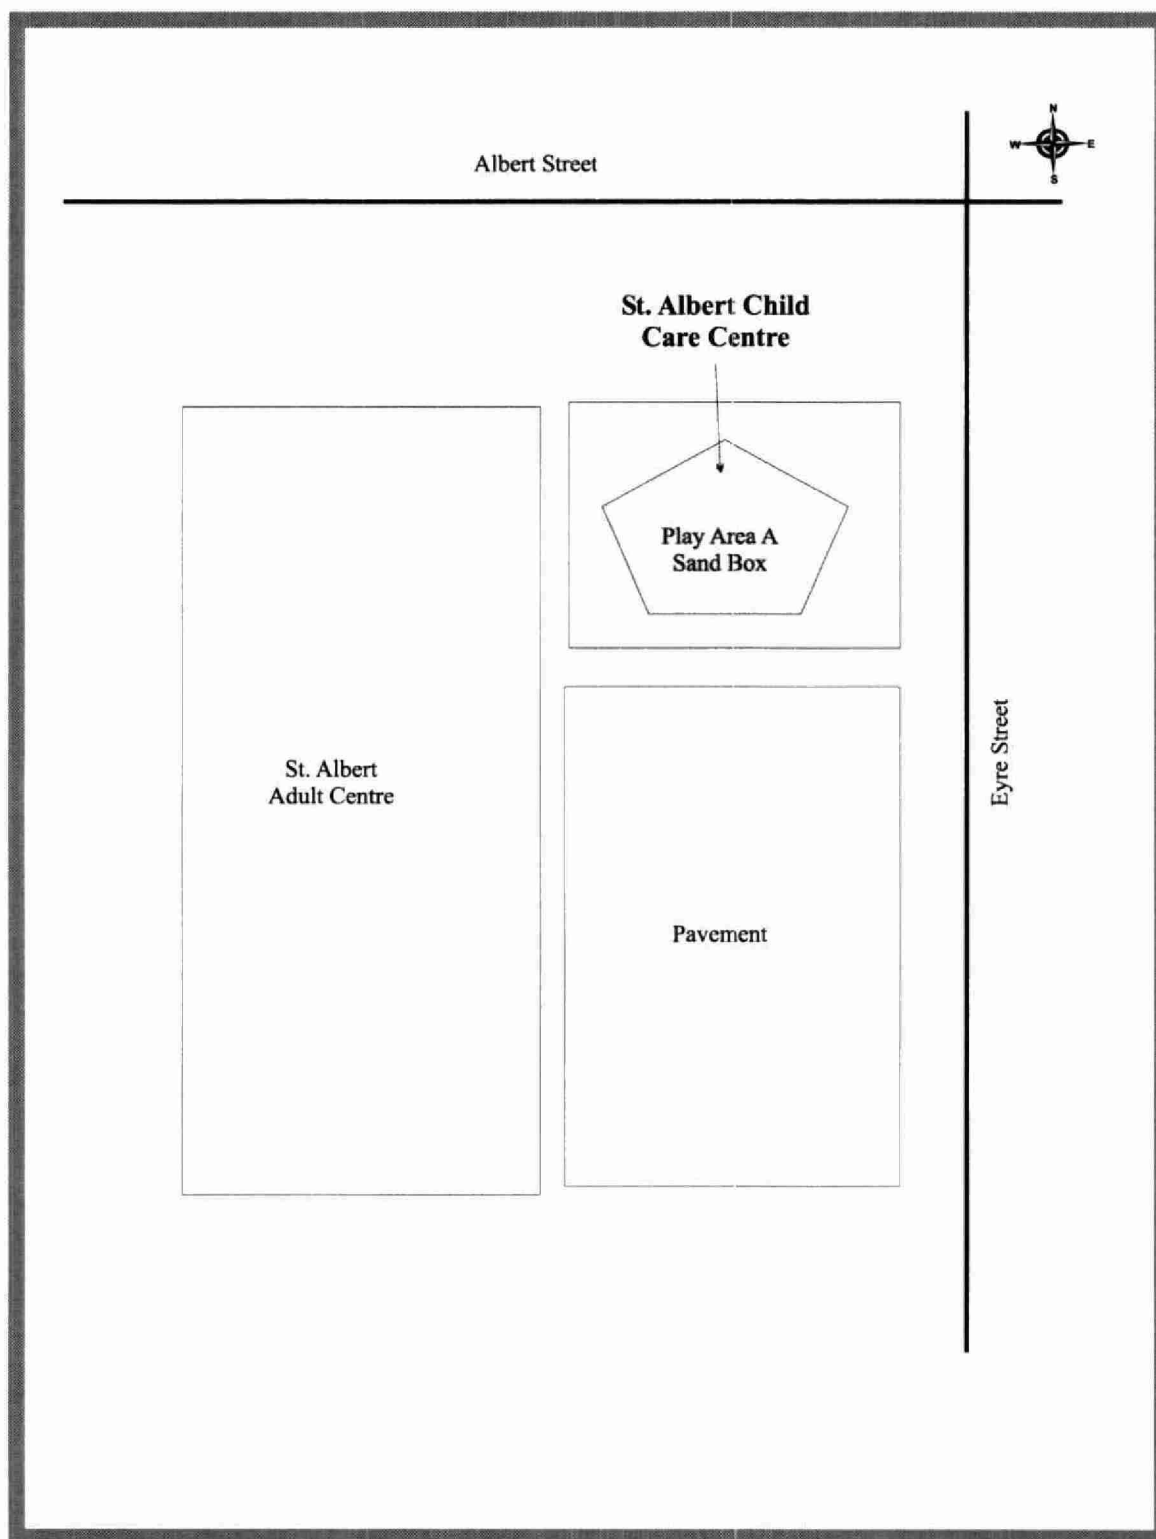 N
W E
S
Albert Street
St. Albert Child
Care Centre
Play Area A
Sand Box
Eyre Street
St. Albert
Adult Centre
Pavement